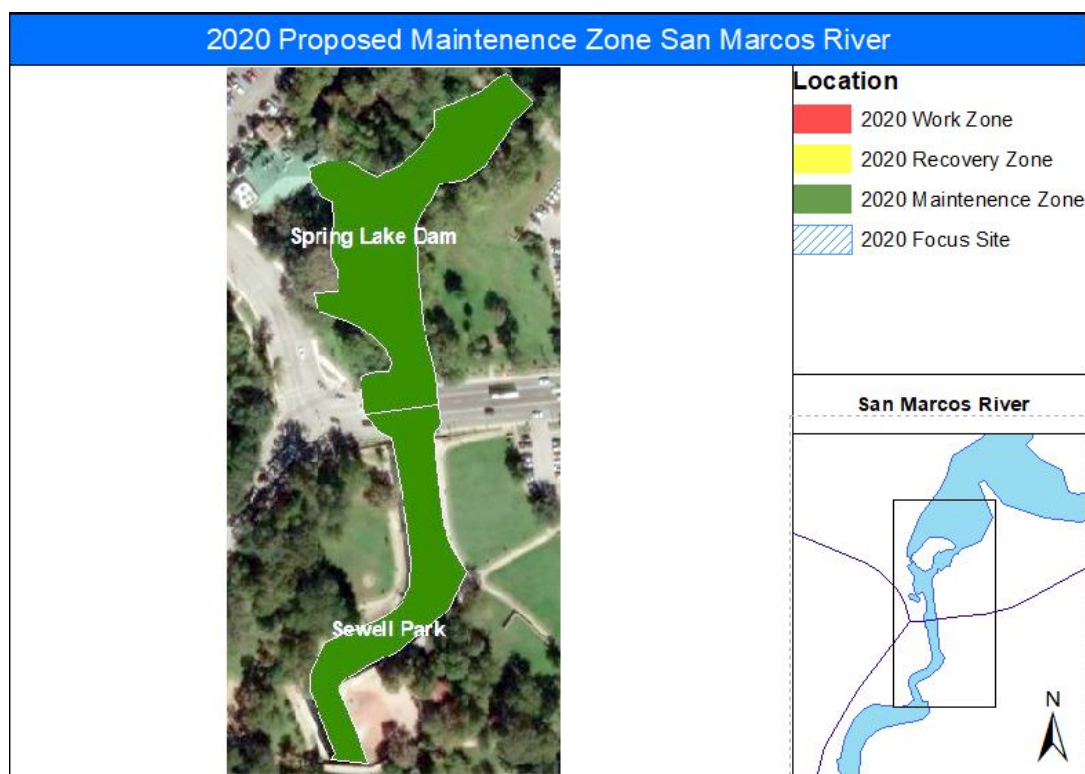 2020 Proposed Maintenence Zone San Marcos River
Location
2020 Work Zone
2020 Recovery Zone
2020 Maintenence Zone
2020 Focus Site
Spring Lake Dam
Sewell Park
San Marcos River
N